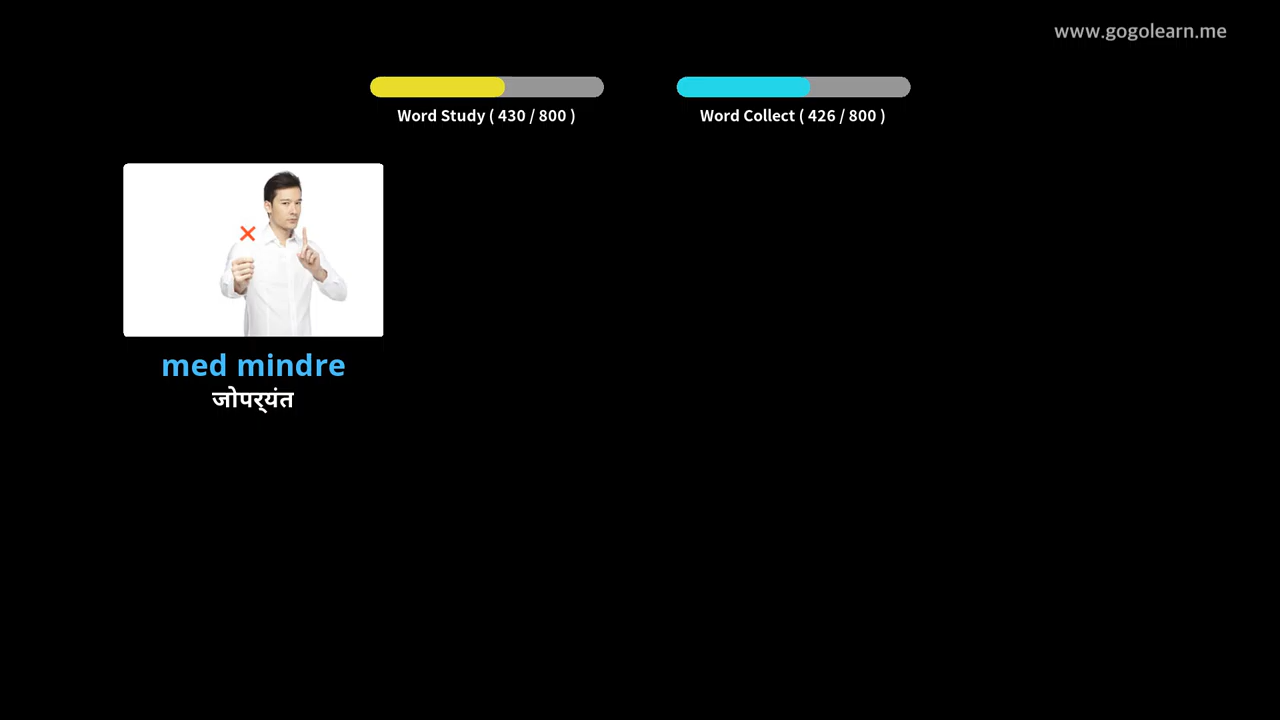 www.gogolearn.me
Word Study ( 430 / 800 )
Word Collect ( 426 / 800 )
med mindre
जोपर्यंत